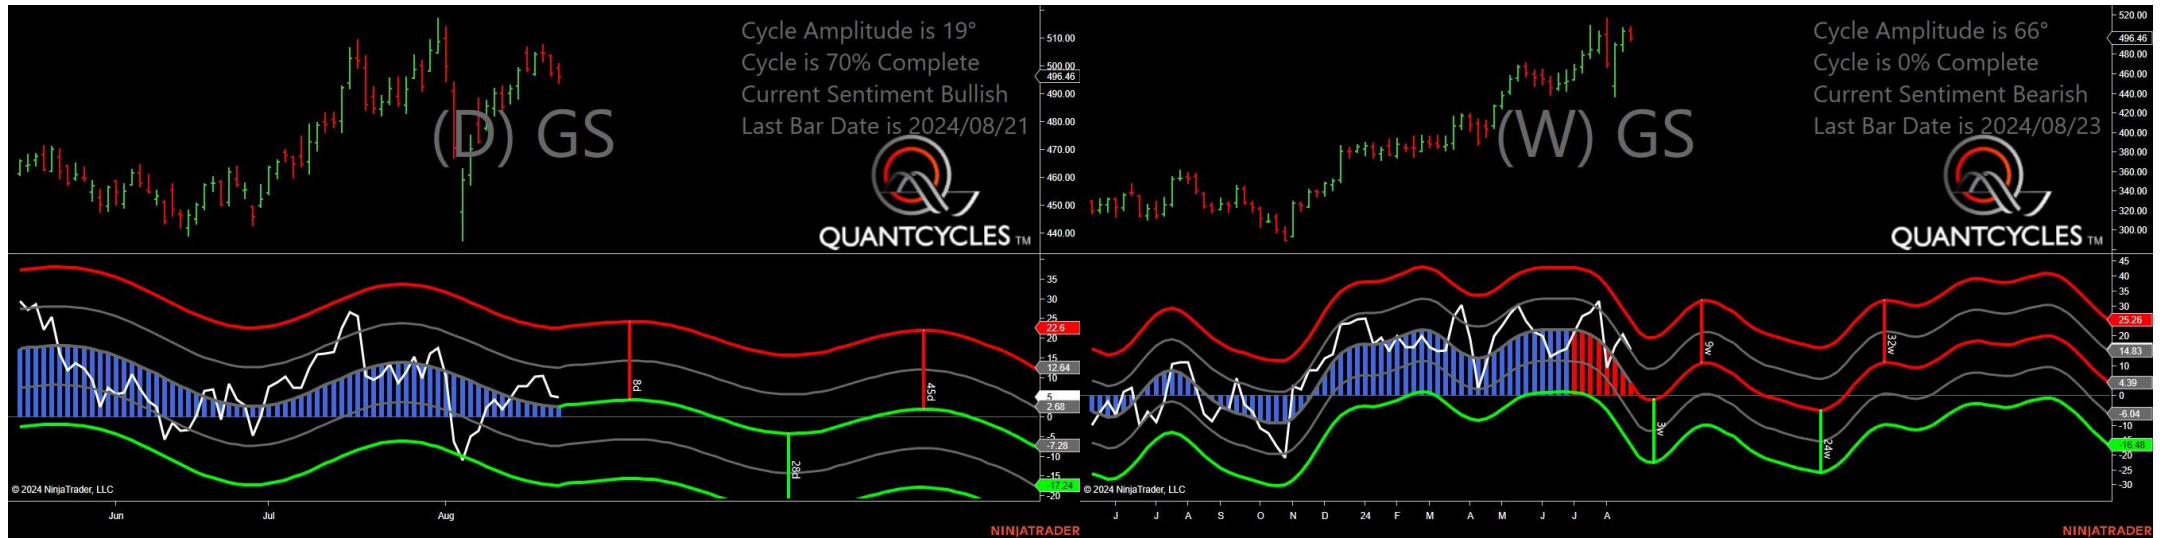 Cycle Amplitude is 19°
Cycle is 70% Complete
Current Sentiment Bullish
Last Bar Date is 2024/08/21
(D) GS
QUANTCYCLES TM
510.00
500.00
496.46
490.00
480.00
470.00
460.00
450.00
440.00
35
30
25
22.6
20
15
12.64
10
5
2.68
0
-5
-7.28
-10
-15
-17.24
-20
8d
28d
45d
© 2024 NinjaTrader, LLC
Jun
Jul
Aug
NINJATRADER
Cycle Amplitude is 66°
Cycle is 0% Complete
Current Sentiment Bearish
Last Bar Date is 2024/08/23
(W) GS
QUANTCYCLES TM
520.00
496.46
480.00
460.00
440.00
420.00
400.00
380.00
360.00
340.00
320.00
300.00
45
40
35
30
25.26
20
14.83
10
4.39
0
-6.04
-10
-16.48
-20
-25
-30
3w
9w
24w
32w
© 2024 NinjaTrader, LLC
J
J
A
S
O
N
D
24
F
M
A
M
J
J
A
NINJATRADER